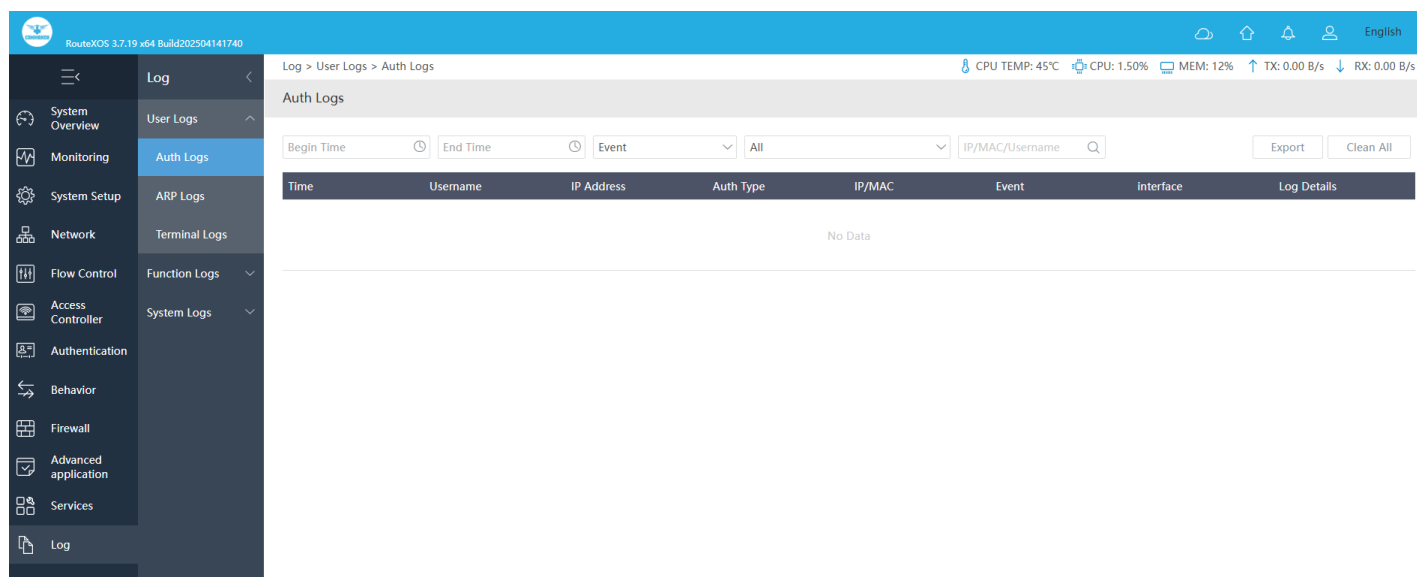 RouteXOS 3.7.19 x64 Build202504141740
English
Log
Log > User Logs > Auth Logs
CPU TEMP: 45℃ CPU: 1.50% MEM: 12% TX: 0.00 B/s RX: 0.00 B/s
Auth Logs
System Overview
Monitoring
System Setup
Network
Flow Control
Access Controller
Authentication
Behavior
Firewall
Advanced application
Services
Log
User Logs
Auth Logs
ARP Logs
Terminal Logs
Function Logs
System Logs
Begin Time End Time Event All IP/MAC/Username Export Clean All
Time Username IP Address Auth Type IP/MAC Event interface Log Details
No Data